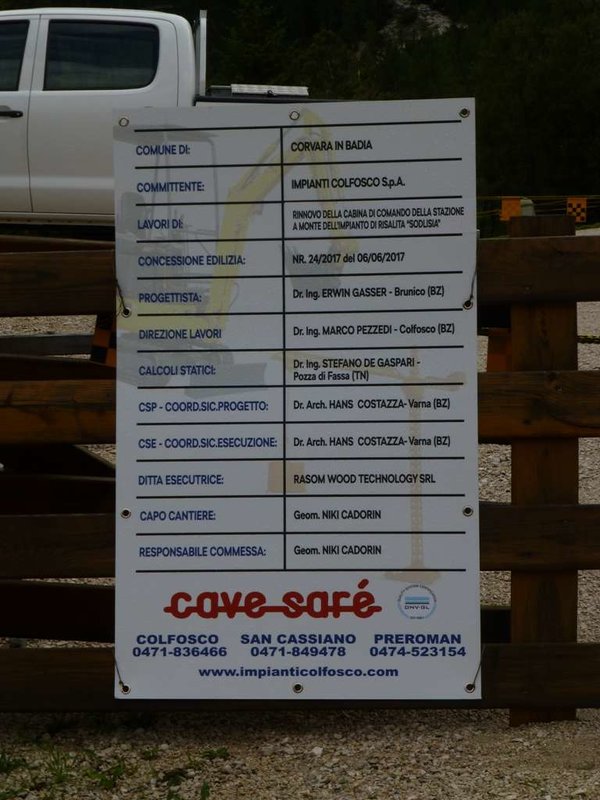 COMUNE DI: CORVARA IN BADIA
COMMITTENTE: IMPIANTI COLFOSCO S.p.A.
LAVORI DI: RINNOVO DELLA CABINA DI COMANDO DELLA STAZIONE
A MONTE DELL'IMPIANTO DI RISALITA "SODLISIA"
CONCESSIONE EDILIZIA: NR. 24/2017 del 06/06/2017
PROGETTISTA: Dr. Ing. ERWIN GASSER - Brunico (BZ)
DIREZIONE LAVORI Dr. Ing. MARCO PEZZEDI - Colfosco (BZ)
CALCOLI STATICI: Dr. Ing. STEFANO DE GASPARI -
Pozza di Fassa (TN)
CSP - COORD.SIC.PROGETTO: Dr. Arch. HANS COSTAZZA- Varna (BZ)
CSE - COORD.SIC.ESECUZIONE: Dr. Arch. HANS COSTAZZA- Varna (BZ)
DITTA ESECUTRICE: RASOM WOOD TECHNOLOGY SRL
CAPO CANTIERE: Geom. NIKI CADORIN
RESPONSABILE COMMESSA: Geom. NIKI CADORIN
cave saré
DNV·GL
COLFOSCO SAN CASSIANO PREROMAN
0471-836466 0471-849478 0474-523154
www.impianticolfosco.com